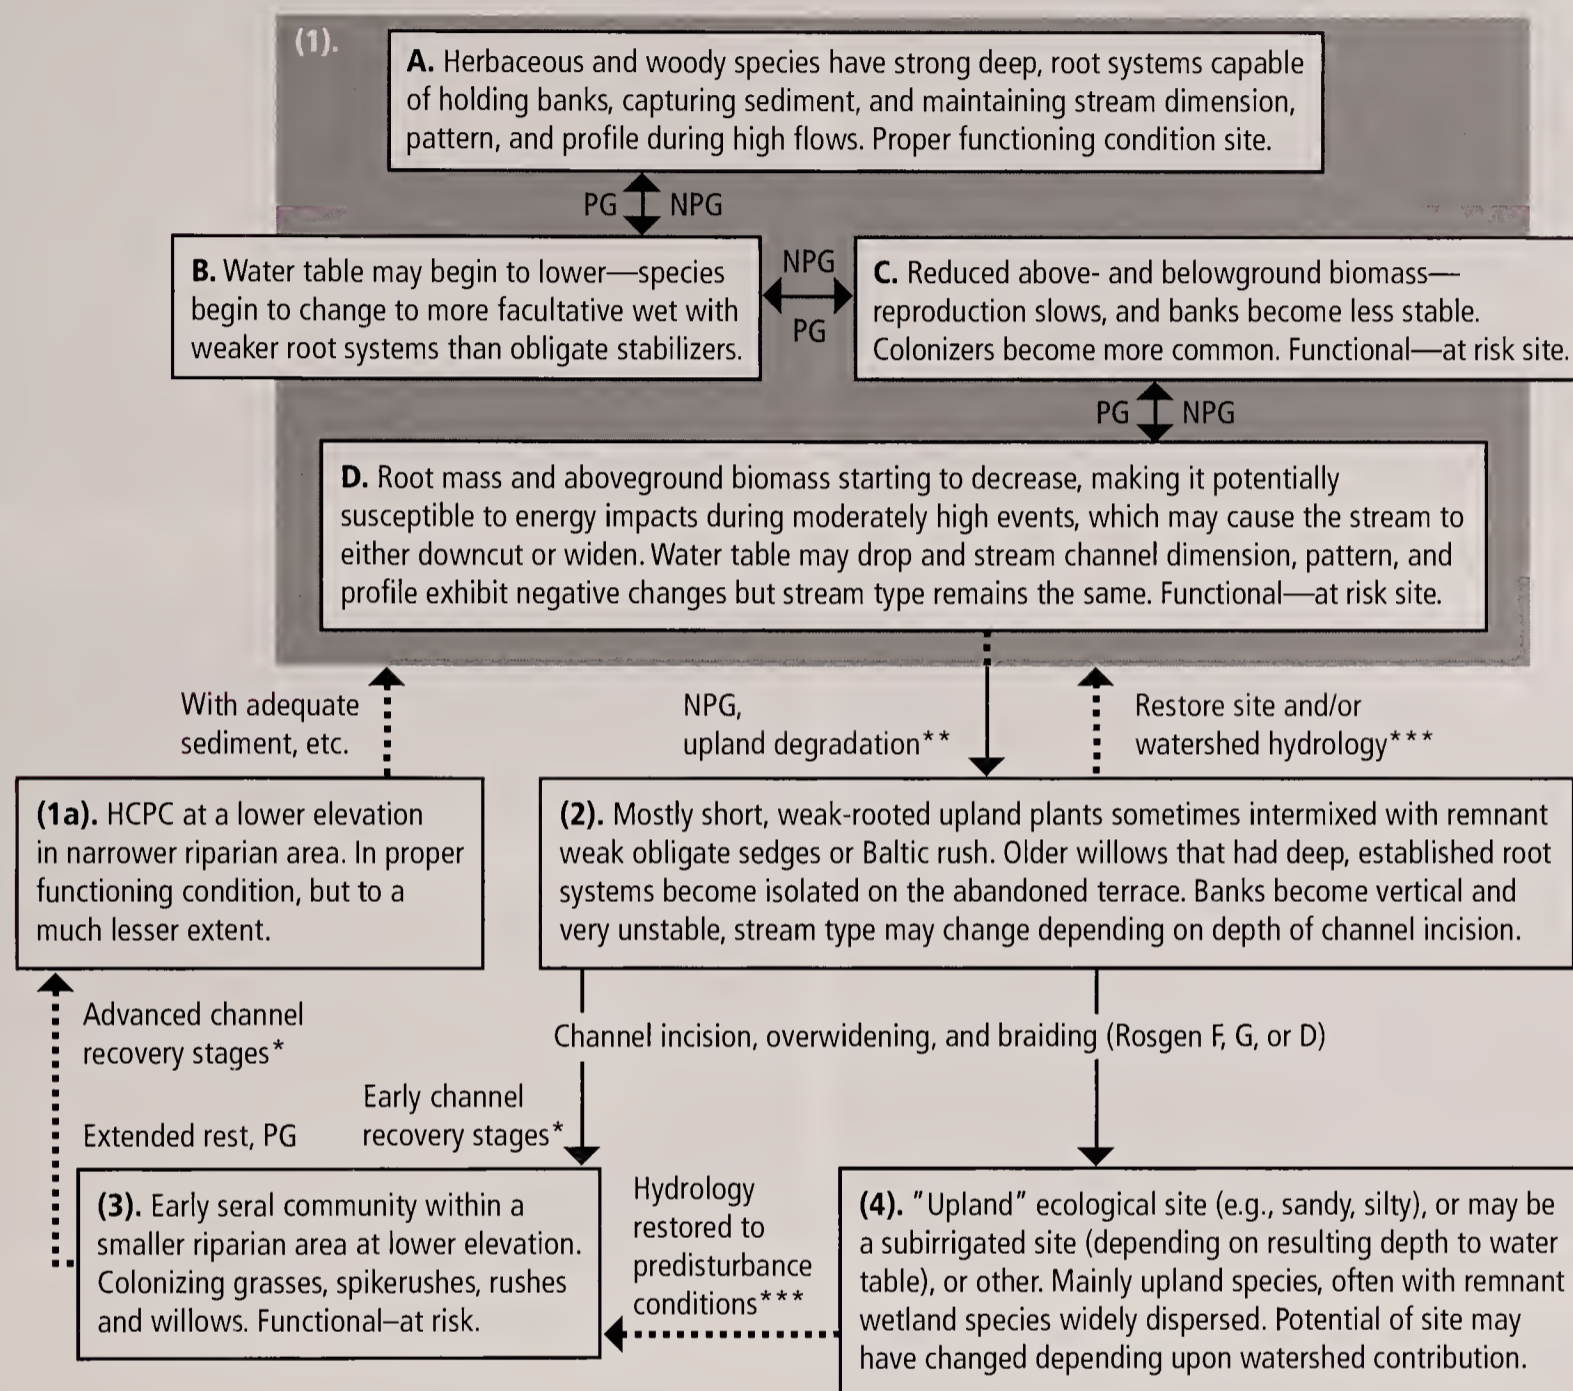 (1).
A. Herbaceous and woody species have strong deep, root systems capable
of holding banks, capturing sediment, and maintaining stream dimension,
pattern, and profile during high flows. Proper functioning condition site.
PG NPG
B. Water table may begin to lower—species
begin to change to more facultative wet with
weaker root systems than obligate stabilizers.
NPG
PG
C. Reduced above- and belowground biomass—
reproduction slows, and banks become less stable.
Colonizers become more common. Functional—at risk site.
PG NPG
D. Root mass and aboveground biomass starting to decrease, making it potentially
susceptible to energy impacts during moderately high events, which may cause the stream to
either downcut or widen. Water table may drop and stream channel dimension, pattern, and
profile exhibit negative changes but stream type remains the same. Functional—at risk site.
With adequate
sediment, etc.
NPG,
upland degradation**
Restore site and/or
watershed hydrology***
(1a). HCPC at a lower elevation
in narrower riparian area. In proper
functioning condition, but to a
much lesser extent.
(2). Mostly short, weak-rooted upland plants sometimes intermixed with remnant
weak obligate sedges or Baltic rush. Older willows that had deep, established root
systems become isolated on the abandoned terrace. Banks become vertical and
very unstable, stream type may change depending on depth of channel incision.
Advanced channel
recovery stages*
Extended rest, PG
Channel incision, overwidening, and braiding (Rosgen F, G, or D)
Early channel
recovery stages*
(3). Early seral community within a
smaller riparian area at lower elevation.
Colonizing grasses, spikerushes, rushes
and willows. Functional–at risk.
Hydrology
restored to
predisturbance
conditions***
(4). "Upland" ecological site (e.g., sandy, silty), or may be
a subirrigated site (depending on resulting depth to water
table), or other. Mainly upland species, often with remnant
wetland species widely dispersed. Potential of site may
have changed depending upon watershed contribution.